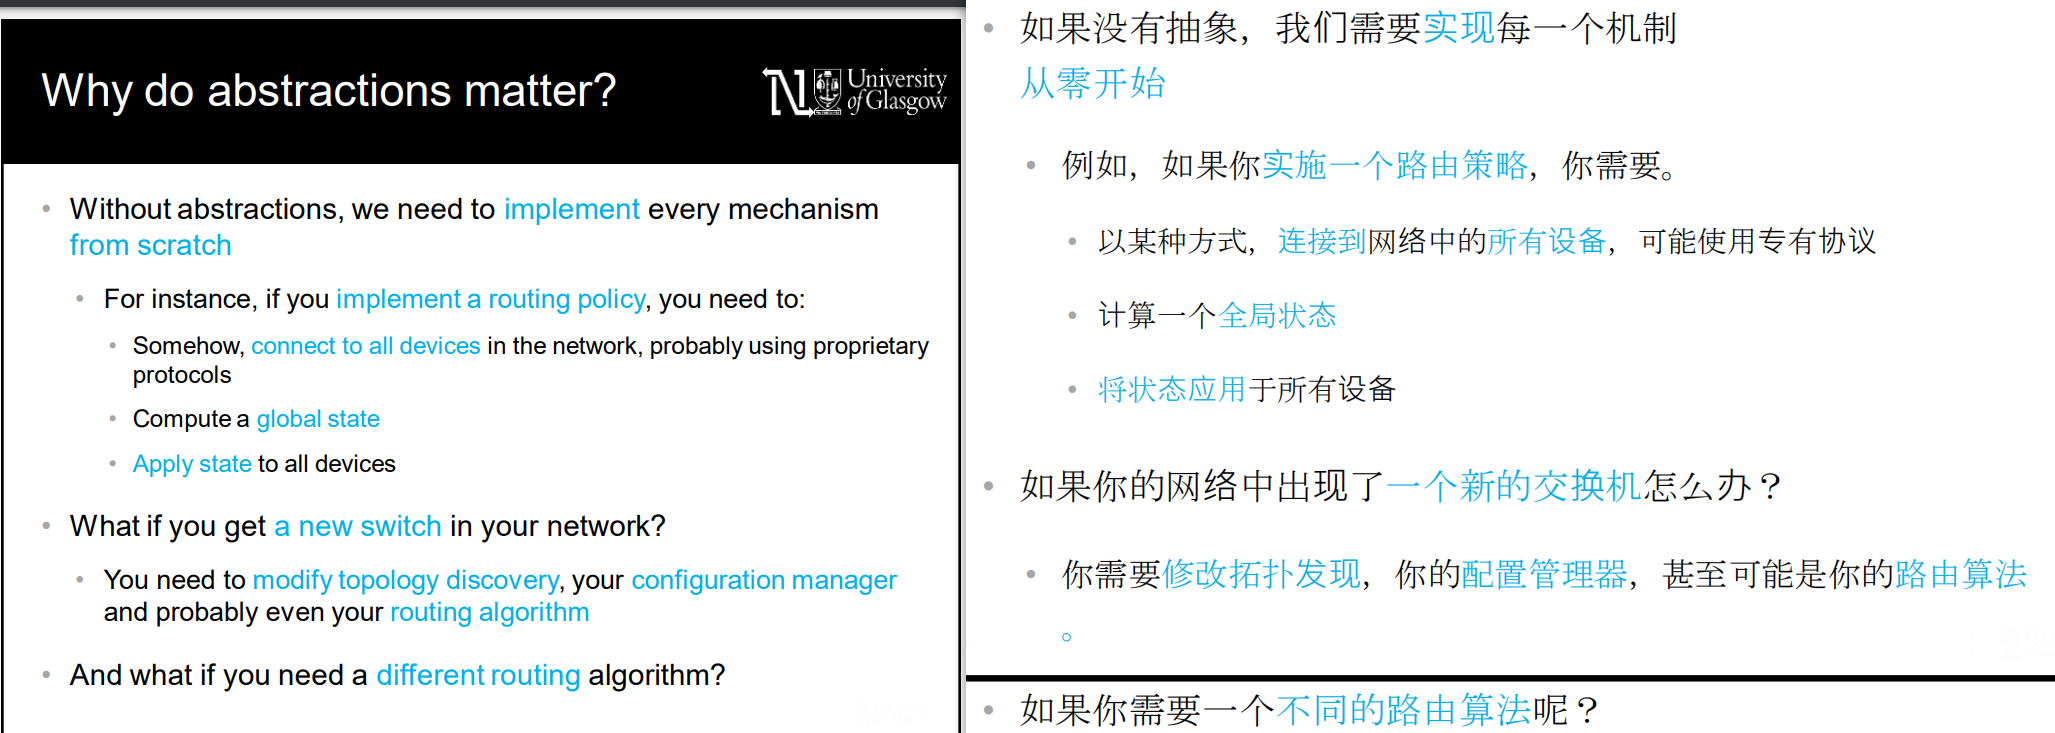 Why do abstractions matter?
University
of Glasgow
• Without abstractions, we need to implement every mechanism
from scratch
• For instance, if you implement a routing policy, you need to:
• Somehow, connect to all devices in the network, probably using proprietary
protocols
• Compute a global state
• Apply state to all devices
• What if you get a new switch in your network?
• You need to modify topology discovery, your configuration manager
and probably even your routing algorithm
• And what if you need a different routing algorithm?
• 如果没有抽象，我们需要实现每一个机制
从零开始
• 例如，如果你实施一个路由策略，你需要。
• 以某种方式，连接到网络中的所有设备，可能使用专有协议
• 计算一个全局状态
• 将状态应用于所有设备
• 如果你的网络中出现了一个新的交换机怎么办？
• 你需要修改拓扑发现，你的配置管理器，甚至可能是你的路由算法
。
• 如果你需要一个不同的路由算法呢？